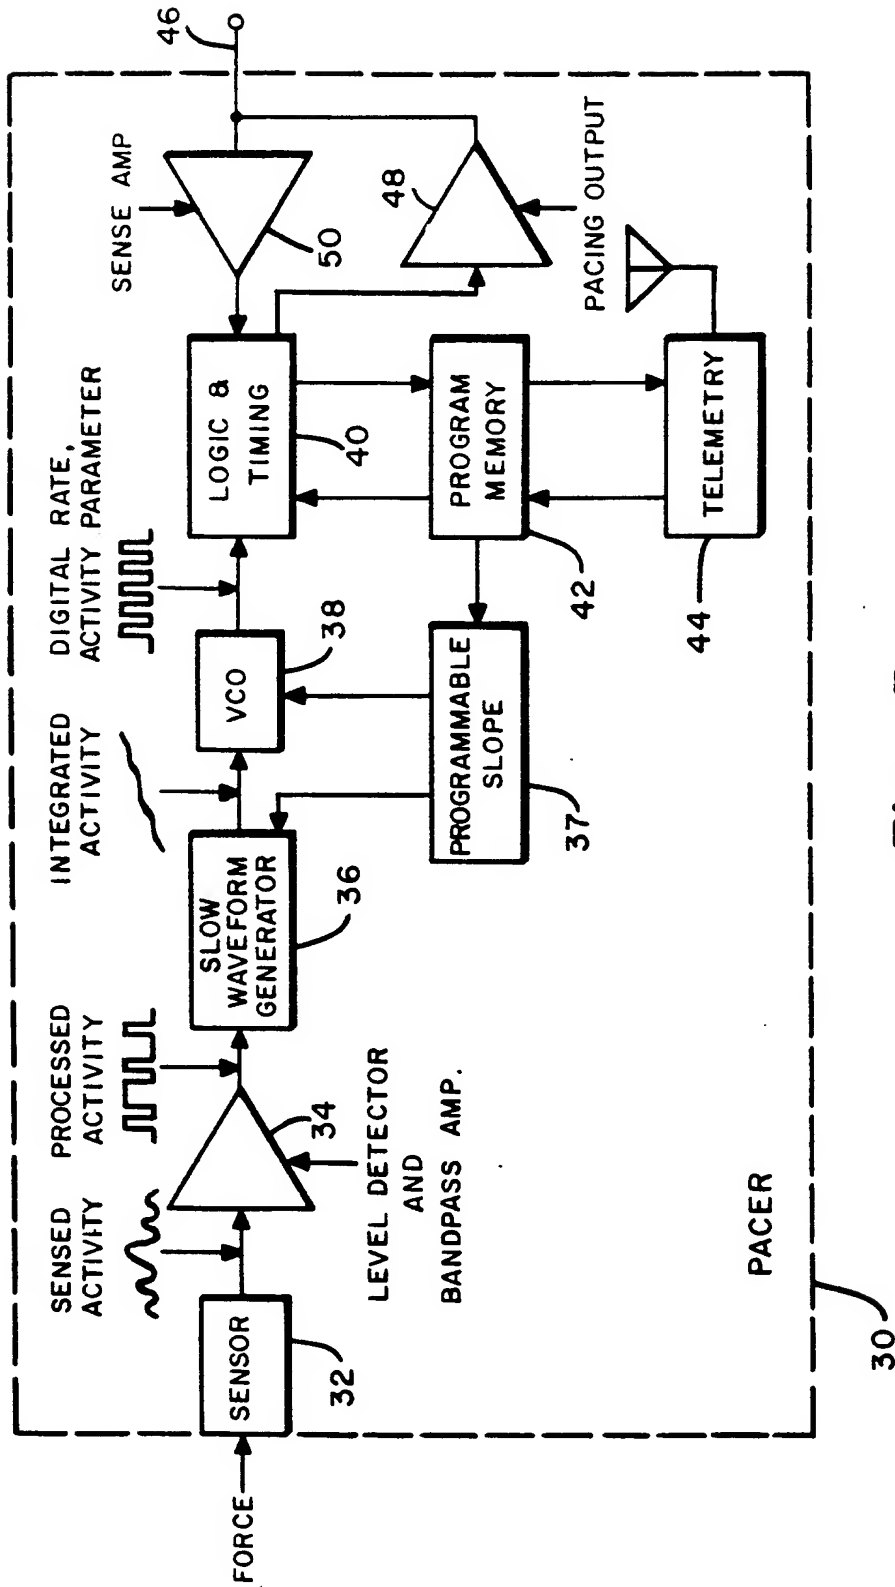 FORCE
SENSOR
32
SENSED
ACTIVITY
34
LEVEL DETECTOR
AND
BANDPASS AMP.
PROCESSED
ACTIVITY
SLOW
WAVEFORM
GENERATOR
36
INTEGRATED
ACTIVITY
VCO
38
PROGRAMMABLE
SLOPE
37
DIGITAL RATE,
ACTIVITY PARAMETER
LOGIC &
TIMING
40
PROGRAM
MEMORY
42
TELEMETRY
44
SENSE AMP
50
48
PACING OUTPUT
46
PACER
30